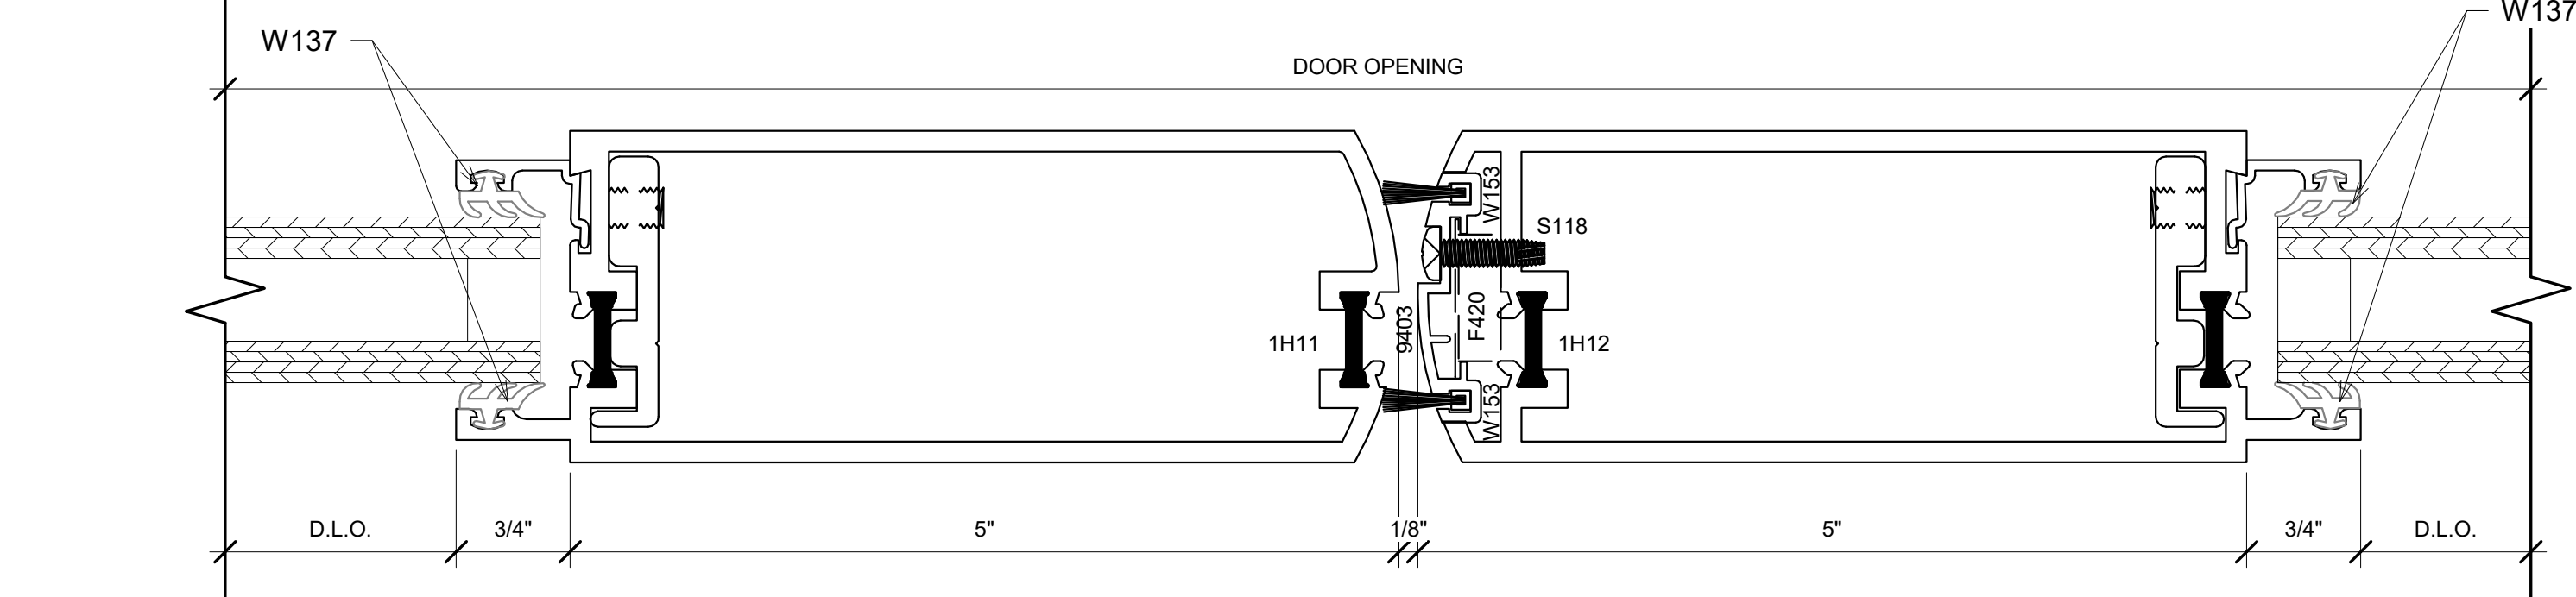 W137
W137
DOOR OPENING
W153
S118
9403
F420
1H11
1H12
W153
D.L.O.
3/4"
5"
1/8"
5"
3/4"
D.L.O.